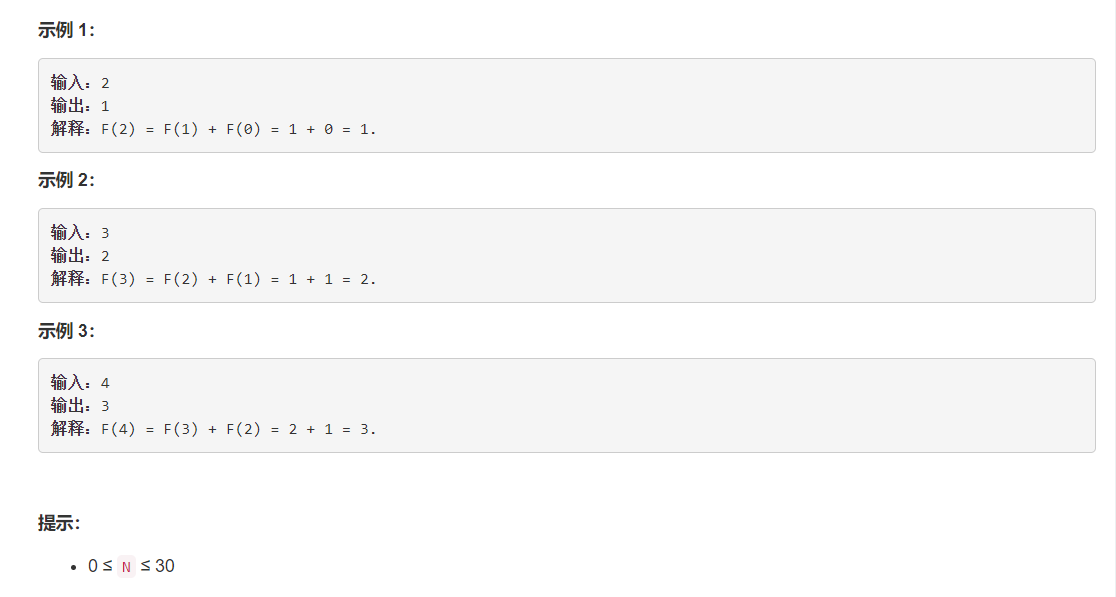 示例 1：
输入：2
输出：1
解释：F(2) = F(1) + F(0) = 1 + 0 = 1.
示例 2：
输入：3
输出：2
解释：F(3) = F(2) + F(1) = 1 + 1 = 2.
示例 3：
输入：4
输出：3
解释：F(4) = F(3) + F(2) = 2 + 1 = 3.
提示：
• 0 ≤ N ≤ 30